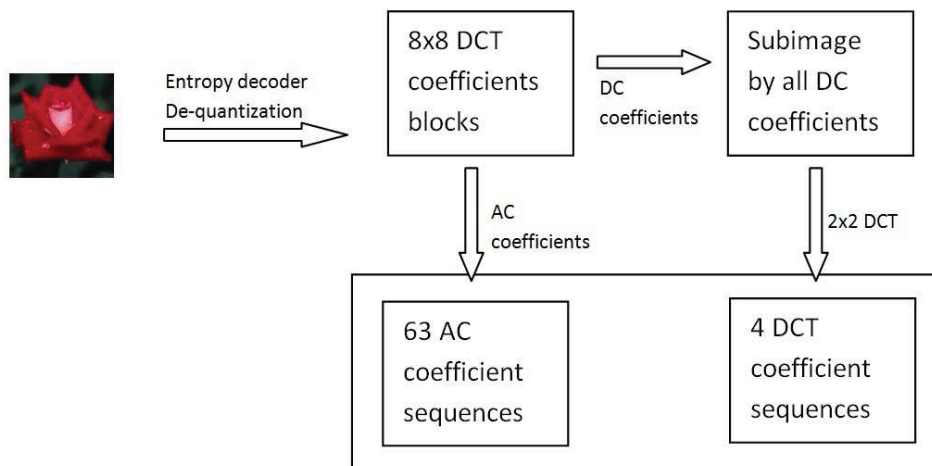 Entropy decoder
De-quantization
8x8 DCT
coefficients
blocks
DC
coefficients
Subimage
by all DC
coefficients
AC
coefficients
2x2 DCT
63 AC
coefficient
sequences
4 DCT
coefficient
sequences